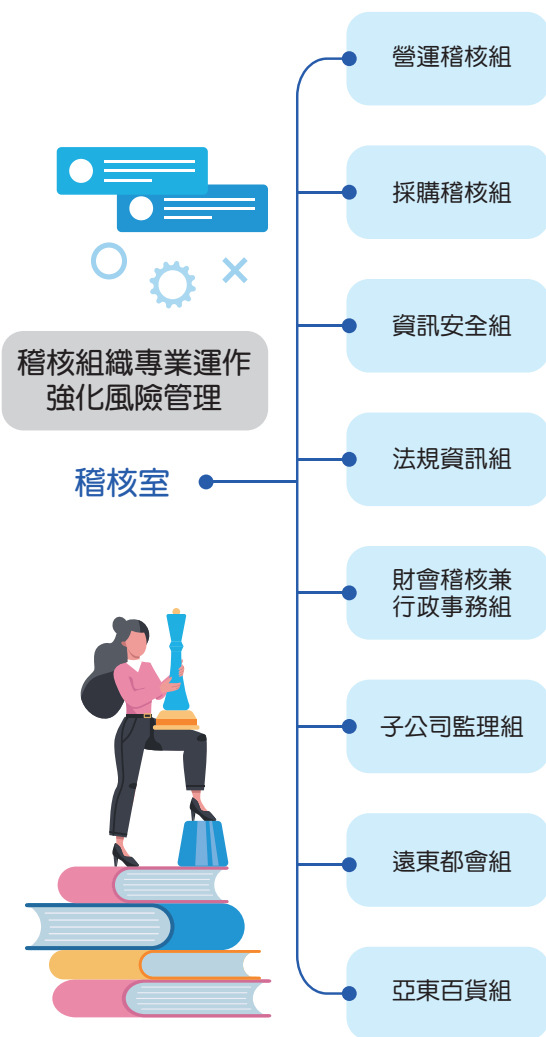 稽核組織專業運作
強化風險管理
稽核室
營運稽核組
採購稽核組
資訊安全組
法規資訊組
財會稽核兼
行政事務組
子公司監理組
遠東都會組
亞東百貨組